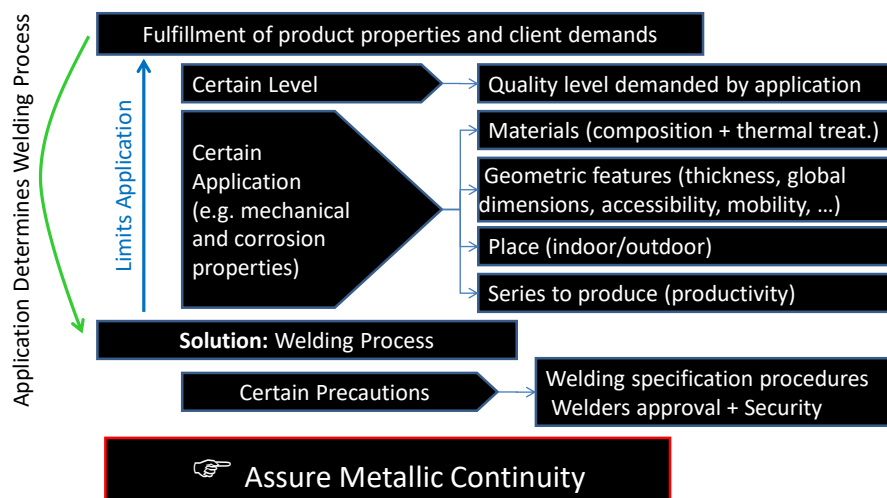 Fulfillment of product properties and client demands
Application Determines Welding Process
Limits Application
Certain Level
Quality level demanded by application
Certain
Application
(e.g. mechanical
and corrosion
properties)
Materials (composition + thermal treat.)
Geometric features (thickness, global
dimensions, accessibility, mobility, …)
Place (indoor/outdoor)
Series to produce (productivity)
Solution: Welding Process
Certain Precautions
Welding specification procedures
Welders approval + Security
☞ Assure Metallic Continuity